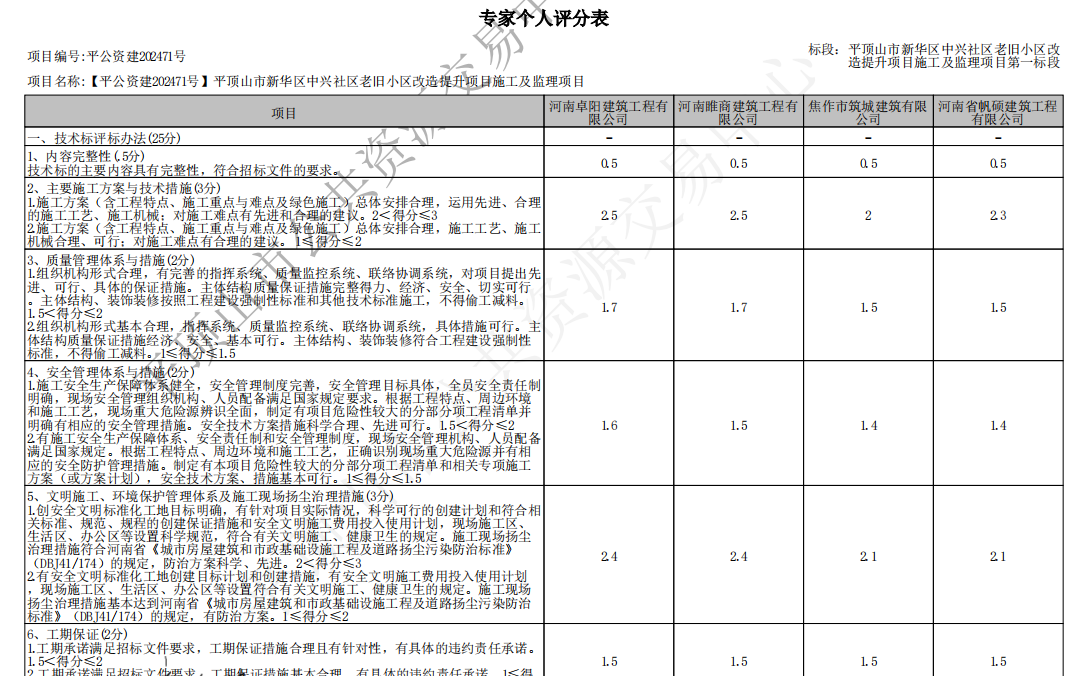 专家个人评分表
项目编号:平公资建202471号
标段: 平顶山市新华区中兴社区老旧小区改
造提升项目施工及监理项目第一标段
项目名称:【平公资建202471号】平顶山市新华区中兴社区老旧小区改造提升项目施工及监理项目
项目
河南卓阳建筑工程有
限公司
河南睢商建筑工程有
限公司
焦作市筑城建筑有限
公司
河南省帆硕建筑工程
有限公司
一、技术标评标办法(25分)
-
-
-
-
1、内容完整性(.5分)
技术标的主要内容具有完整性，符合招标文件的要求。
0.5
0.5
0.5
0.5
2、主要施工方案与技术措施(3分)
1.施工方案（含工程特点、施工重点与难点及绿色施工）总体安排合理，运用先进、合理
的施工工艺、施工机械；对施工难点有先进和合理的建议。2＜得分≤3
2.施工方案（含工程特点、施工重点与难点及绿色施工）总体安排合理，施工工艺、施工
机械合理、可行；对施工难点有合理的建议。 1≤得分≤2
2.5
2.5
2
2.3
3、质量管理体系与措施(2分)
1.组织机构形式合理，有完善的指挥系统、质量监控系统、联络协调系统，对项目提出先
进、可行、具体的保证措施。主体结构质量保证措施完整得力、经济、安全、切实可行
。主体结构、装饰装修按照工程建设强制性标准和其他技术标准施工，不得偷工减料。
1.5＜得分≤2
2.组织机构形式基本合理，指挥系统、质量监控系统、联络协调系统，具体措施可行。主
体结构质量保证措施经济、安全、基本可行。主体结构、装饰装修符合工程建设强制性
标准，不得偷工减料。1≤得分≤1.5
1.7
1.7
1.5
1.5
4、安全管理体系与措施(2分)
1.施工安全生产保障体系健全，安全管理制度完善，安全管理目标具体，全员安全责任制
明确，现场安全管理组织机构、人员配备满足国家规定要求。根据工程特点、周边环境
和施工工艺，现场重大危险源辨识全面，制定有项目危险性较大的分部分项工程清单并
明确有相应的安全管理措施。安全技术方案措施科学合理、先进可行。1.5＜得分≤2
2.有施工安全生产保障体系、安全责任制和安全管理制度，现场安全管理机构、人员配备
满足国家规定。根据工程特点、周边环境和施工工艺，正确识别现场重大危险源并有相
应的安全防护管理措施。制定有本项目危险性较大的分部分项工程清单和相关专项施工
方案（或方案计划），安全技术方案、措施基本可行。1≤得分≤1.5
1.6
1.5
1.4
1.4
5、文明施工、环境保护管理体系及施工现场扬尘治理措施(3分)
1.创安全文明标准化工地目标明确，有针对项目实际情况，科学可行的创建计划和符合相
关标准、规范、规程的创建保证措施和安全文明施工费用投入使用计划，现场施工区、
生活区、办公区等设置科学规范，符合有关文明施工、健康卫生的规定。施工现场扬尘
治理措施符合河南省《城市房屋建筑和市政基础设施工程及道路扬尘污染防治标准》
（DBJ41/174）的规定，防治方案科学、先进。2＜得分≤3
2.有安全文明标准化工地创建目标计划和创建措施，有安全文明施工费用投入使用计划
，现场施工区、生活区、办公区等设置符合有关文明施工、健康卫生的规定。施工现场
扬尘治理措施基本达到河南省《城市房屋建筑和市政基础设施工程及道路扬尘污染防治
标准》（DBJ41/174）的规定，有防治方案。1≤得分≤2
2.4
2.4
2.1
2.1
6、工期保证(2分)
1.工期承诺满足招标文件要求，工期保证措施合理且有针对性，有具体的违约责任承诺。
1.5＜得分≤2
2.工期承诺满足招标文件要求，工期保证措施基本合理，有具体的违约责任承诺。1≤得
1.5
1.5
1.5
1.5